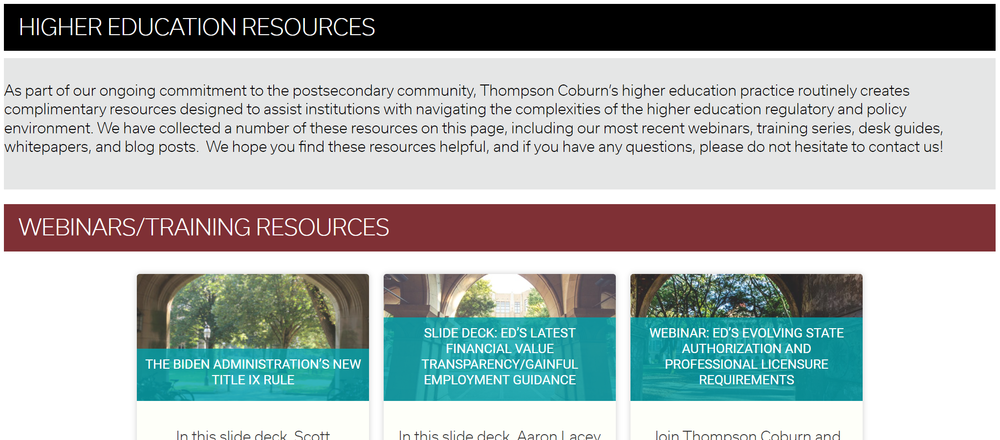 HIGHER EDUCATION RESOURCES
As part of our ongoing commitment to the postsecondary community, Thompson Coburn’s higher education practice routinely creates
complimentary resources designed to assist institutions with navigating the complexities of the higher education regulatory and policy
environment. We have collected a number of these resources on this page, including our most recent webinars, training series, desk guides,
whitepapers, and blog posts.  We hope you find these resources helpful, and if you have any questions, please do not hesitate to contact us!
WEBINARS/TRAINING RESOURCES
THE BIDEN ADMINISTRATION’S NEW
TITLE IX RULE
In this slide deck, Scott
SLIDE DECK: ED’S LATEST
FINANCIAL VALUE
TRANSPARENCY/GAINFUL
EMPLOYMENT GUIDANCE
In this slide deck, Aaron Lacey
WEBINAR: ED’S EVOLVING STATE
AUTHORIZATION AND
PROFESSIONAL LICENSURE
REQUIREMENTS
Join Thompson Coburn and